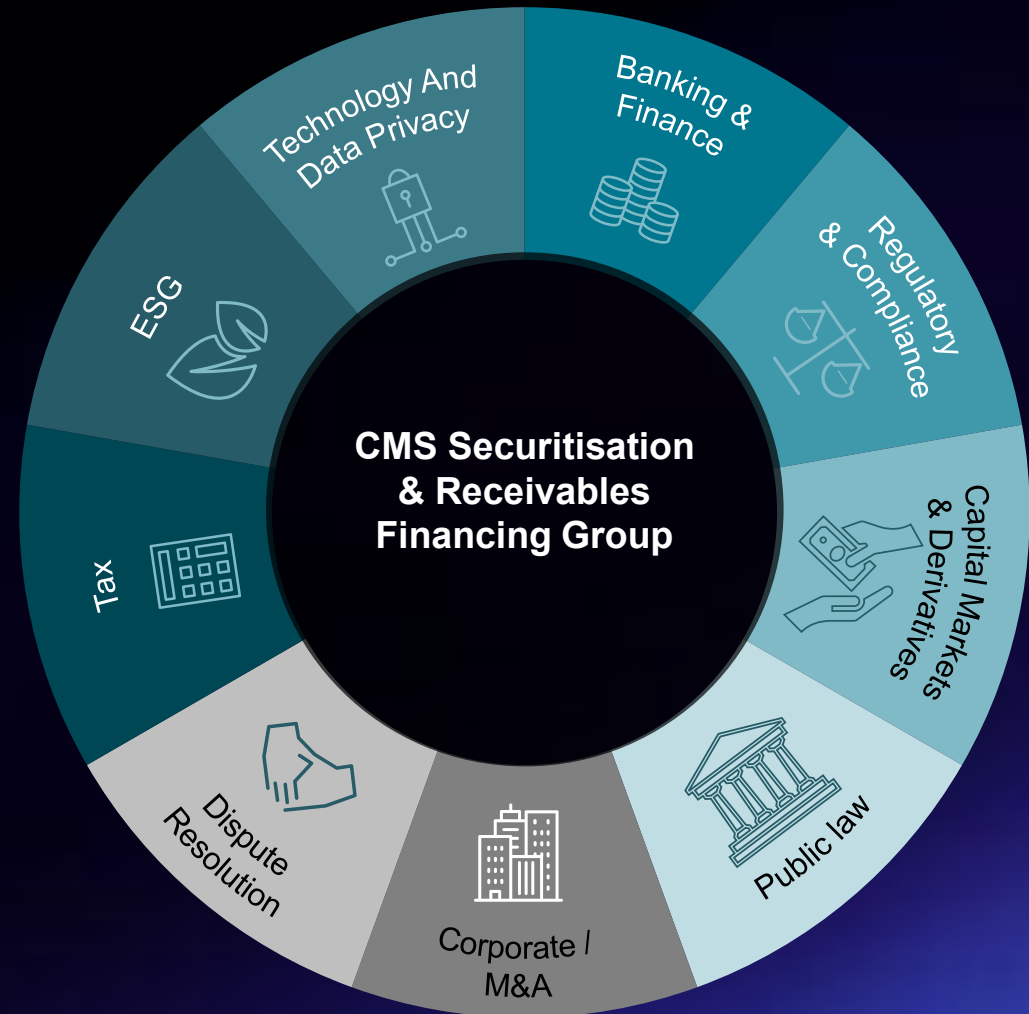 CMS Securitisation
& Receivables
Financing Group
Banking &
Finance
Regulatory
& Compliance
Capital Markets
& Derivatives
Public law
Corporate /
M&A
Dispute
Resolution
Tax
ESG
Technology And
Data Privacy